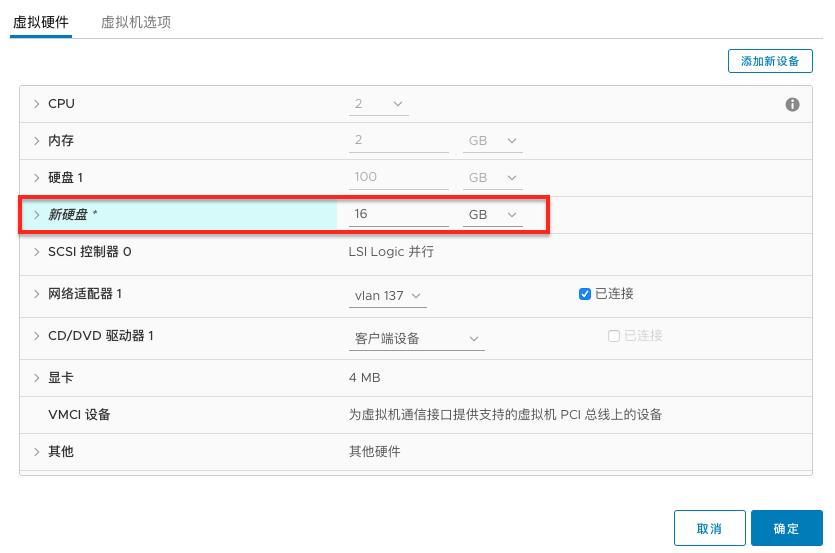 虚拟硬件 虚拟机选项
添加新设备
CPU 2
内存 2 GB
硬盘 1 100 GB
新硬盘 * 16 GB
SCSI 控制器 0 LSI Logic 并行
网络适配器 1 vlan 137 已连接
CD/DVD 驱动器 1 客户端设备 已连接
显卡 4 MB
VMCI 设备 为虚拟机通信接口提供支持的虚拟机 PCI 总线上的设备
其他 其他硬件
取消 确定